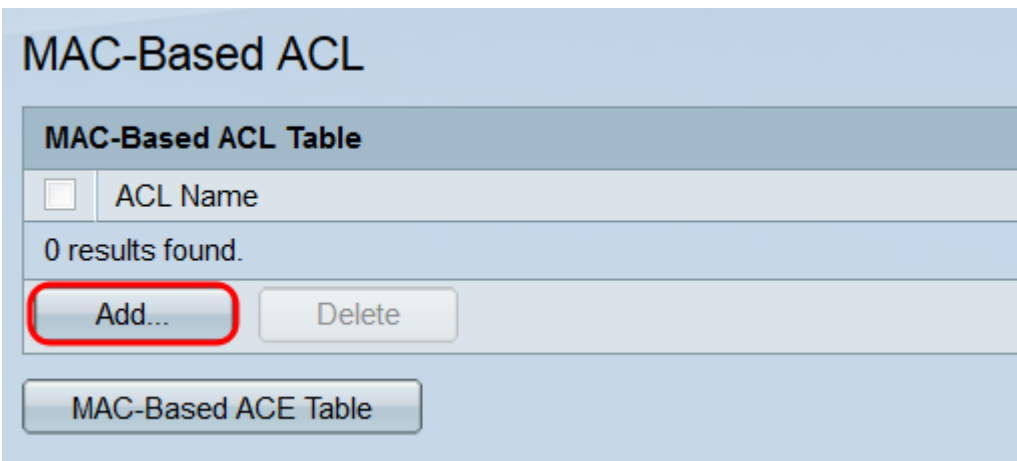 MAC-Based ACL
MAC-Based ACL Table
ACL Name
0 results found.
Add... Delete
MAC-Based ACE Table